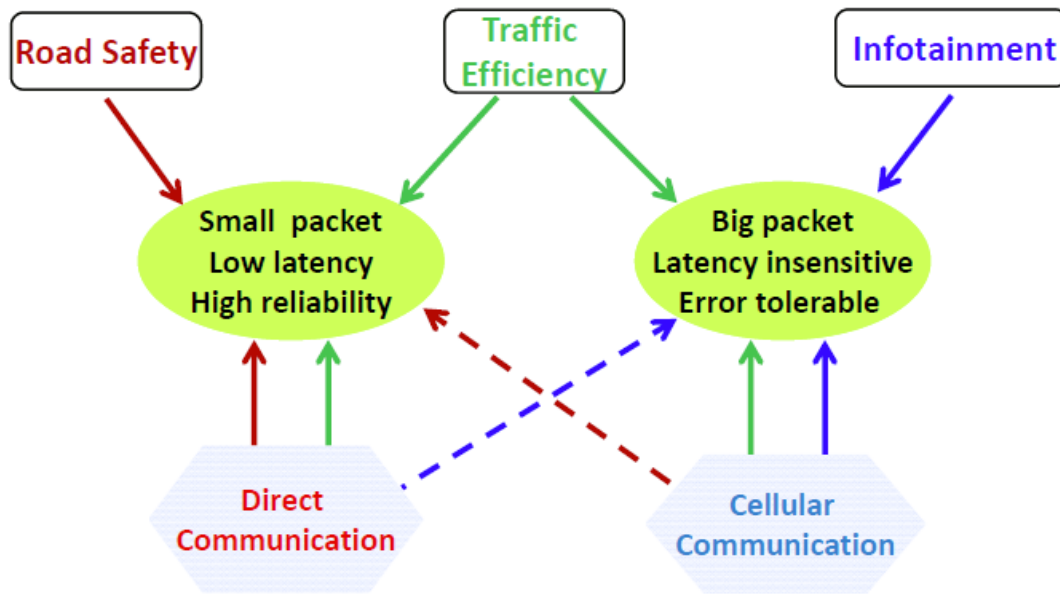 Road Safety
Traffic
Efficiency
Infotainment
Small packet
Low latency
High reliability
Big packet
Latency insensitive
Error tolerable
Direct
Communication
Cellular
Communication